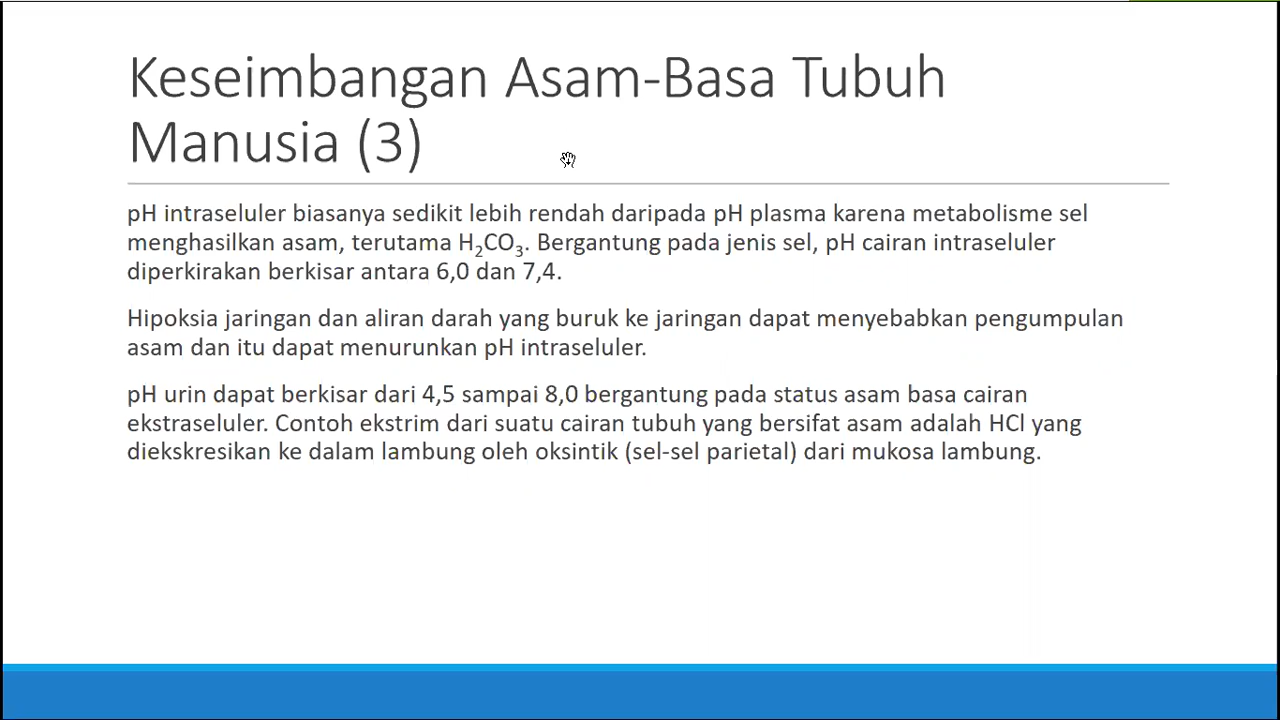 Keseimbangan Asam-Basa Tubuh
Manusia (3)
pH intraseluler biasanya sedikit lebih rendah daripada pH plasma karena metabolisme sel
menghasilkan asam, terutama H₂CO₃. Bergantung pada jenis sel, pH cairan intraseluler
diperkirakan berkisar antara 6,0 dan 7,4.
Hipoksia jaringan dan aliran darah yang buruk ke jaringan dapat menyebabkan pengumpulan
asam dan itu dapat menurunkan pH intraseluler.
pH urin dapat berkisar dari 4,5 sampai 8,0 bergantung pada status asam basa cairan
ekstraseluler. Contoh ekstrim dari suatu cairan tubuh yang bersifat asam adalah HCl yang
diekskresikan ke dalam lambung oleh oksintik (sel-sel parietal) dari mukosa lambung.